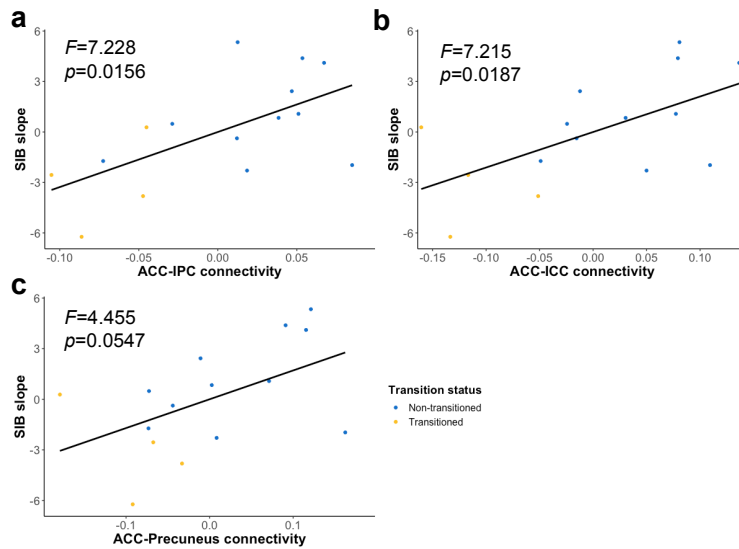 a
F=7.228
p=0.0156
SIB slope
6
3
0
-3
-6
-0.10
-0.05
0.00
0.05
ACC-IPC connectivity
b
F=7.215
p=0.0187
SIB slope
6
3
0
-3
-6
-0.15
-0.10
-0.05
0.00
0.05
0.10
ACC-ICC connectivity
c
F=4.455
p=0.0547
SIB slope
6
3
0
-3
-6
-0.1
0.0
0.1
ACC-Precuneus connectivity
Transition status
Non-transitioned
Transitioned